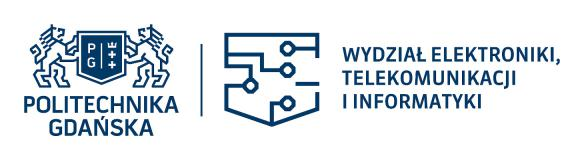 P G
POLITECHNIKA
GDAŃSKA
WYDZIAŁ ELEKTRONIKI,
TELEKOMUNIKACJI
I INFORMATYKI